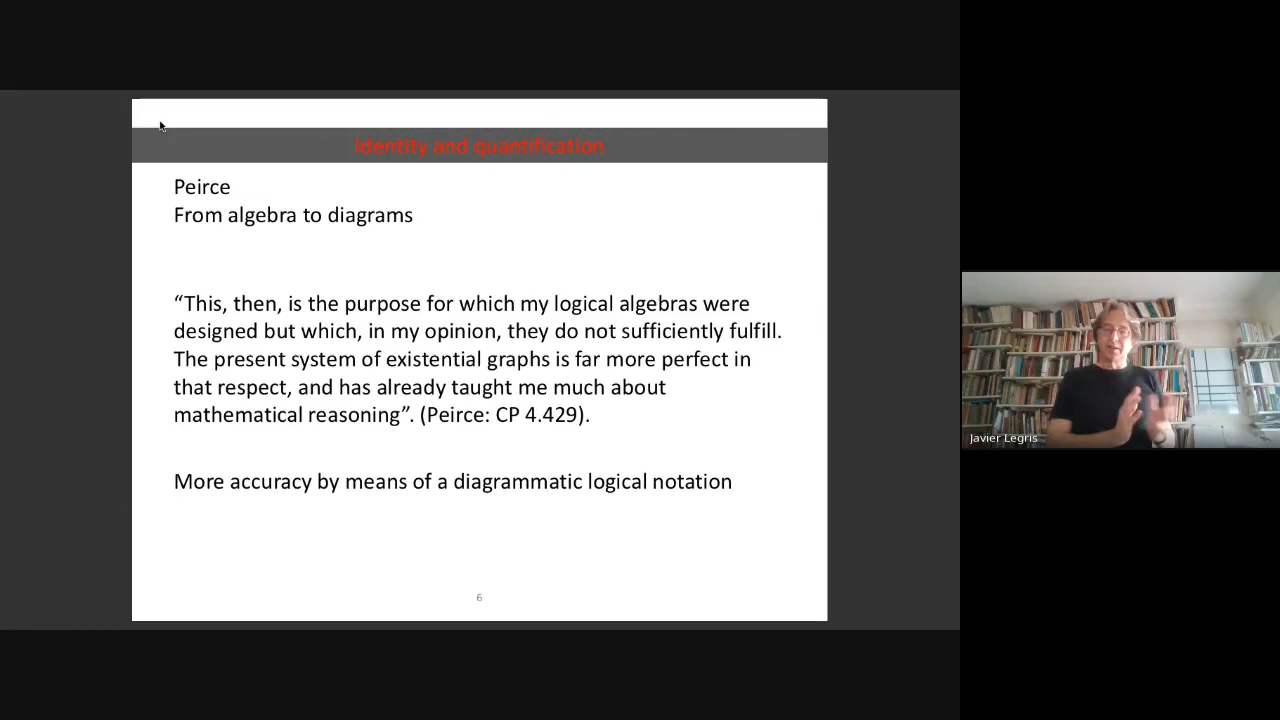 Identity and quantification
Peirce
From algebra to diagrams
“This, then, is the purpose for which my logical algebras were
designed but which, in my opinion, they do not sufficiently fulfill.
The present system of existential graphs is far more perfect in
that respect, and has already taught me much about
mathematical reasoning”. (Peirce: CP 4.429).
More accuracy by means of a diagrammatic logical notation
6
Javier Legris